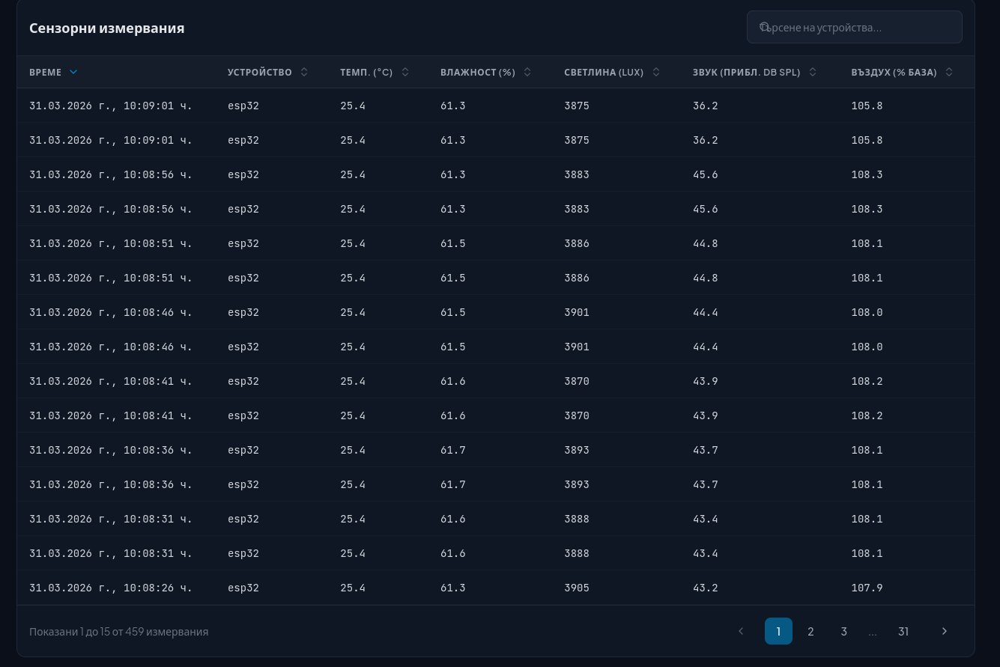 Сензорни измервания
Търсене на устройства...
ВРЕМЕ УСТРОЙСТВО ТЕМП. (°C) ВЛАЖНОСТ (%) СВЕТЛИНА (LUX) ЗВУК (ПРИБЛ. DB SPL) ВЪЗДУХ (% БАЗА)
31.03.2026 г., 10:09:01 ч. esp32 25.4 61.3 3875 36.2 105.8
31.03.2026 г., 10:09:01 ч. esp32 25.4 61.3 3875 36.2 105.8
31.03.2026 г., 10:08:56 ч. esp32 25.4 61.3 3883 45.6 108.3
31.03.2026 г., 10:08:56 ч. esp32 25.4 61.3 3883 45.6 108.3
31.03.2026 г., 10:08:51 ч. esp32 25.4 61.5 3886 44.8 108.1
31.03.2026 г., 10:08:51 ч. esp32 25.4 61.5 3886 44.8 108.1
31.03.2026 г., 10:08:46 ч. esp32 25.4 61.5 3901 44.4 108.0
31.03.2026 г., 10:08:46 ч. esp32 25.4 61.5 3901 44.4 108.0
31.03.2026 г., 10:08:41 ч. esp32 25.4 61.6 3870 43.9 108.2
31.03.2026 г., 10:08:41 ч. esp32 25.4 61.6 3870 43.9 108.2
31.03.2026 г., 10:08:36 ч. esp32 25.4 61.7 3893 43.7 108.1
31.03.2026 г., 10:08:36 ч. esp32 25.4 61.7 3893 43.7 108.1
31.03.2026 г., 10:08:31 ч. esp32 25.4 61.6 3888 43.4 108.1
31.03.2026 г., 10:08:31 ч. esp32 25.4 61.6 3888 43.4 108.1
31.03.2026 г., 10:08:26 ч. esp32 25.4 61.3 3905 43.2 107.9
Показани 1 до 15 от 459 измервания 1 2 3 ... 31